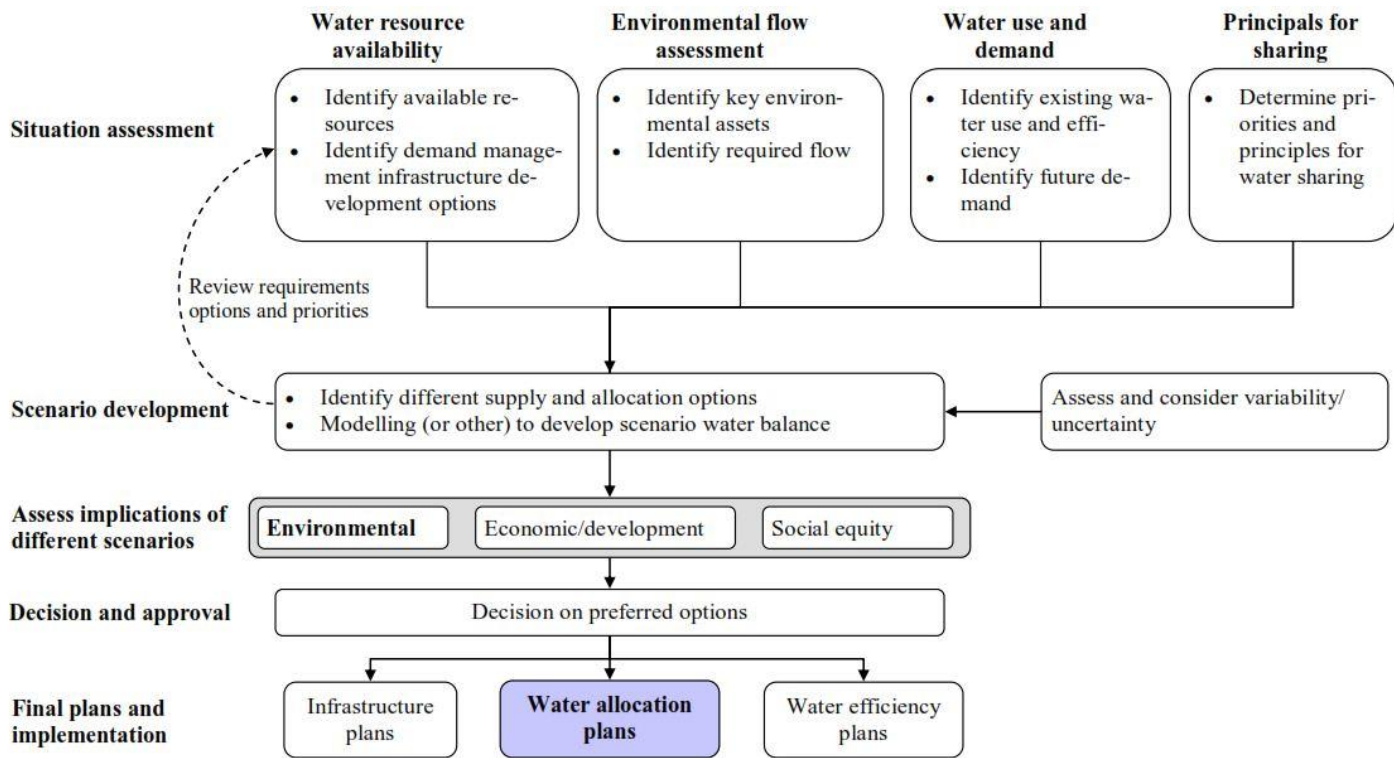 Water resource
availability
Environmental flow
assessment
Water use and
demand
Principals for
sharing
Situation assessment
• Identify available re-
sources
• Identify demand manage-
ment infrastructure de-
velopment options
• Identify key environ-
mental assets
• Identify required flow
• Identify existing wa-
ter use and effi-
ciency
• Identify future de-
mand
• Determine pri-
orities and
principles for
water sharing
Review requirements
options and priorities
Scenario development
• Identify different supply and allocation options
• Modelling (or other) to develop scenario water balance
Assess and consider variability/
uncertainty
Assess implications of
different scenarios
Environmental
Economic/development
Social equity
Decision and approval
Decision on preferred options
Final plans and
implementation
Infrastructure
plans
Water allocation
plans
Water efficiency
plans